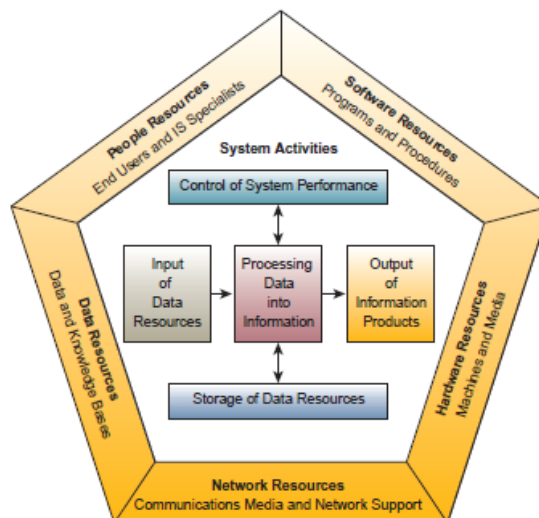 People Resources
End Users and IS Specialists
Software Resources
Programs and Procedures
System Activities
Control of System Performance
Input
of
Data
Resources
Processing
Data
into
Information
Output
of
Information
Products
Storage of Data Resources
Data Resources
Data and Knowledge Bases
Hardware Resources
Machines and Media
Network Resources
Communications Media and Network Support